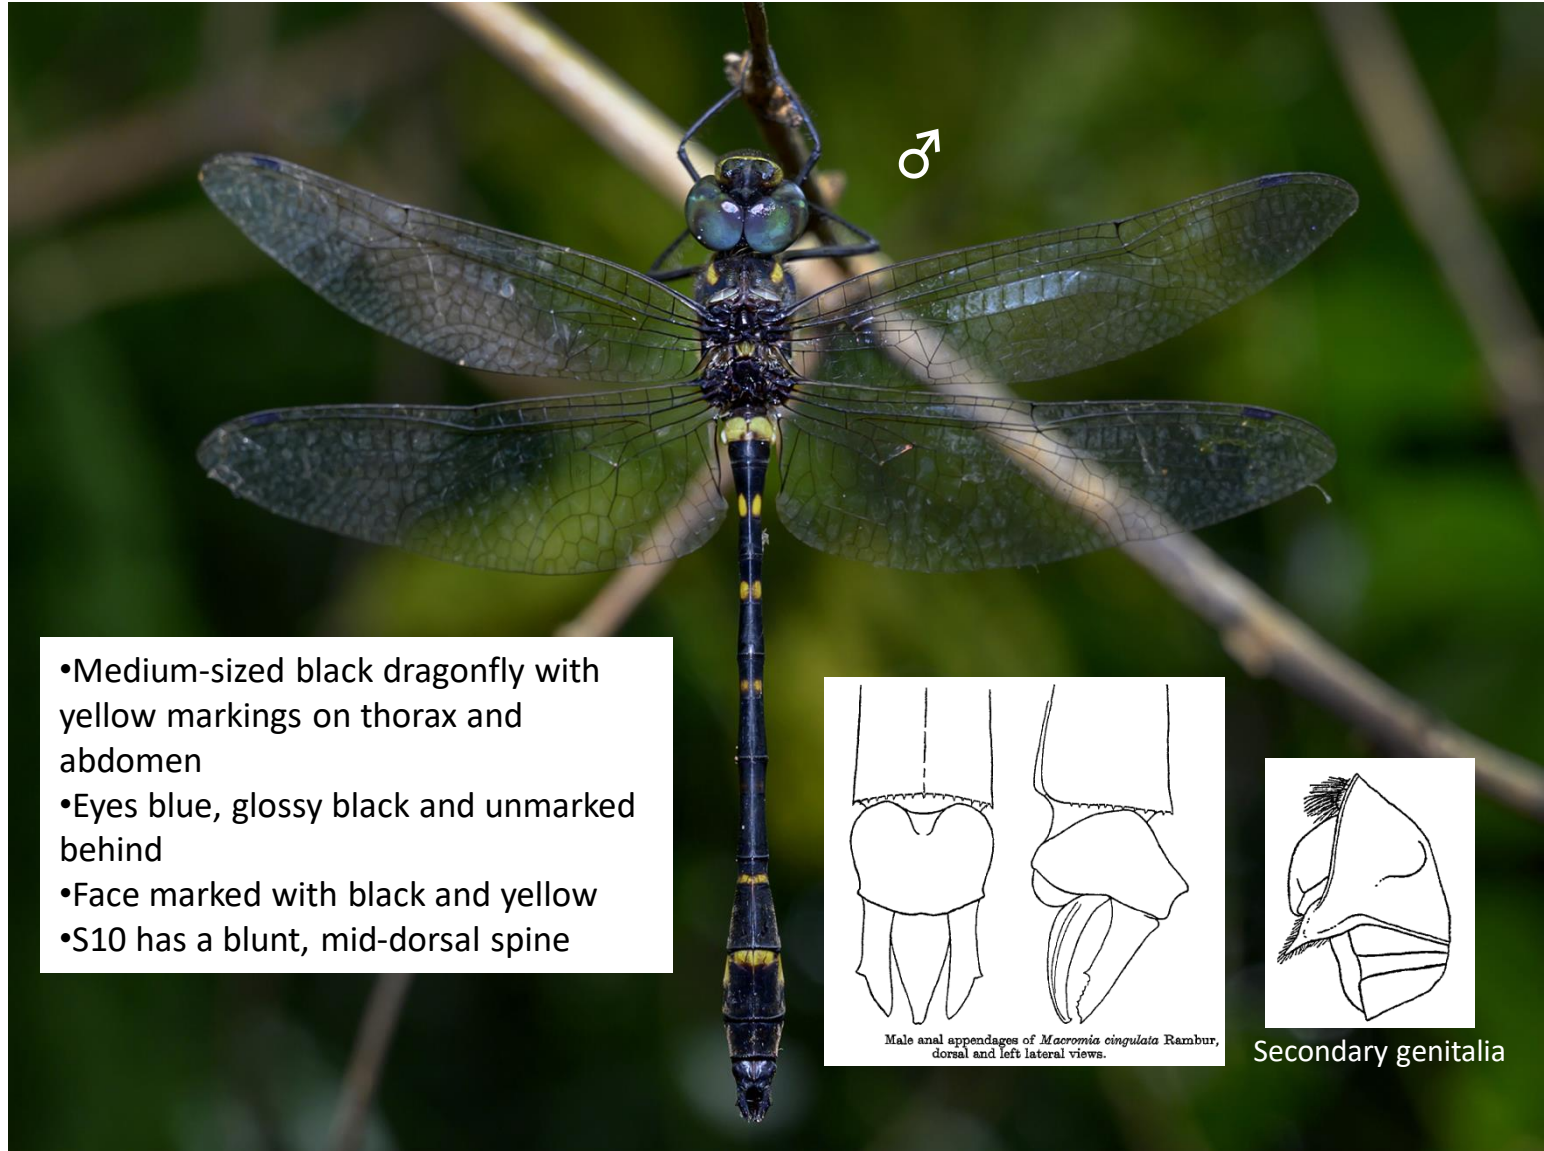 ♂
•Medium-sized black dragonfly with
yellow markings on thorax and
abdomen
•Eyes blue, glossy black and unmarked
behind
•Face marked with black and yellow
•S10 has a blunt, mid-dorsal spine
Male anal appendages of Macromia cingulata Rambur,
dorsal and left lateral views.
Secondary genitalia